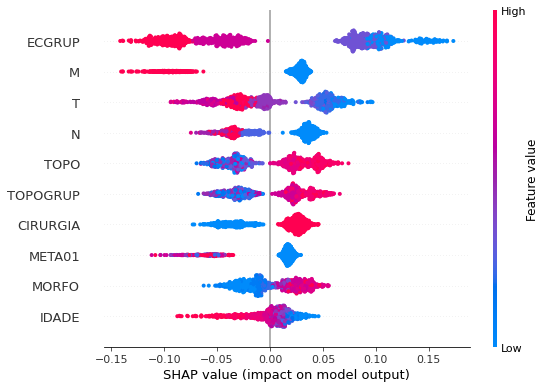 High
ECGRUP
M
T
N
TOPO
TOPOGRUP
CIRURGIA
META01
MORFO
IDADE
Feature value
Low
−0.15 −0.10 −0.05 0.00 0.05 0.10 0.15
SHAP value (impact on model output)